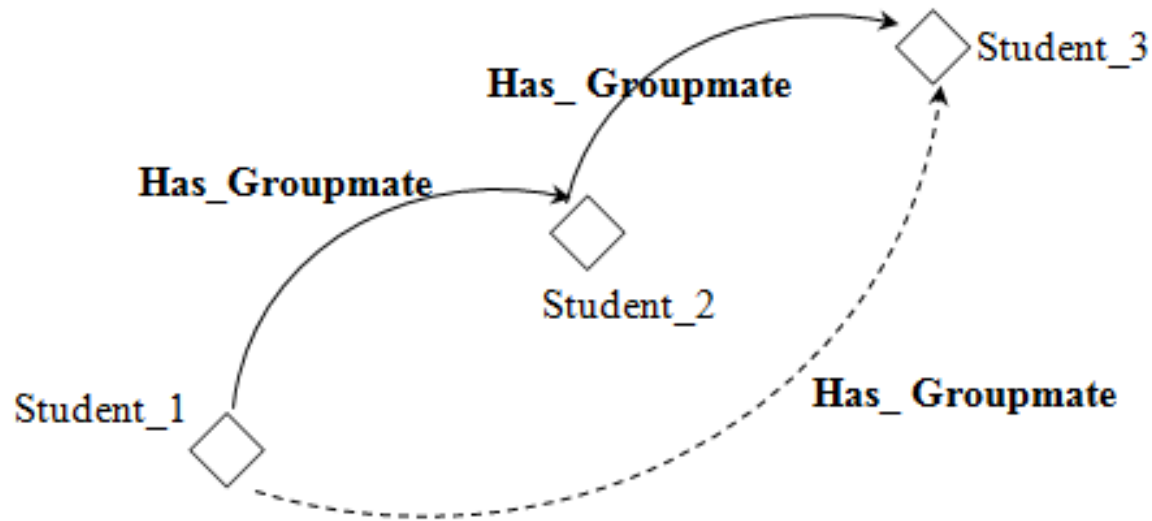 Student_3
Has_ Groupmate
Has_Groupmate
Student_2
Has_ Groupmate
Student_1